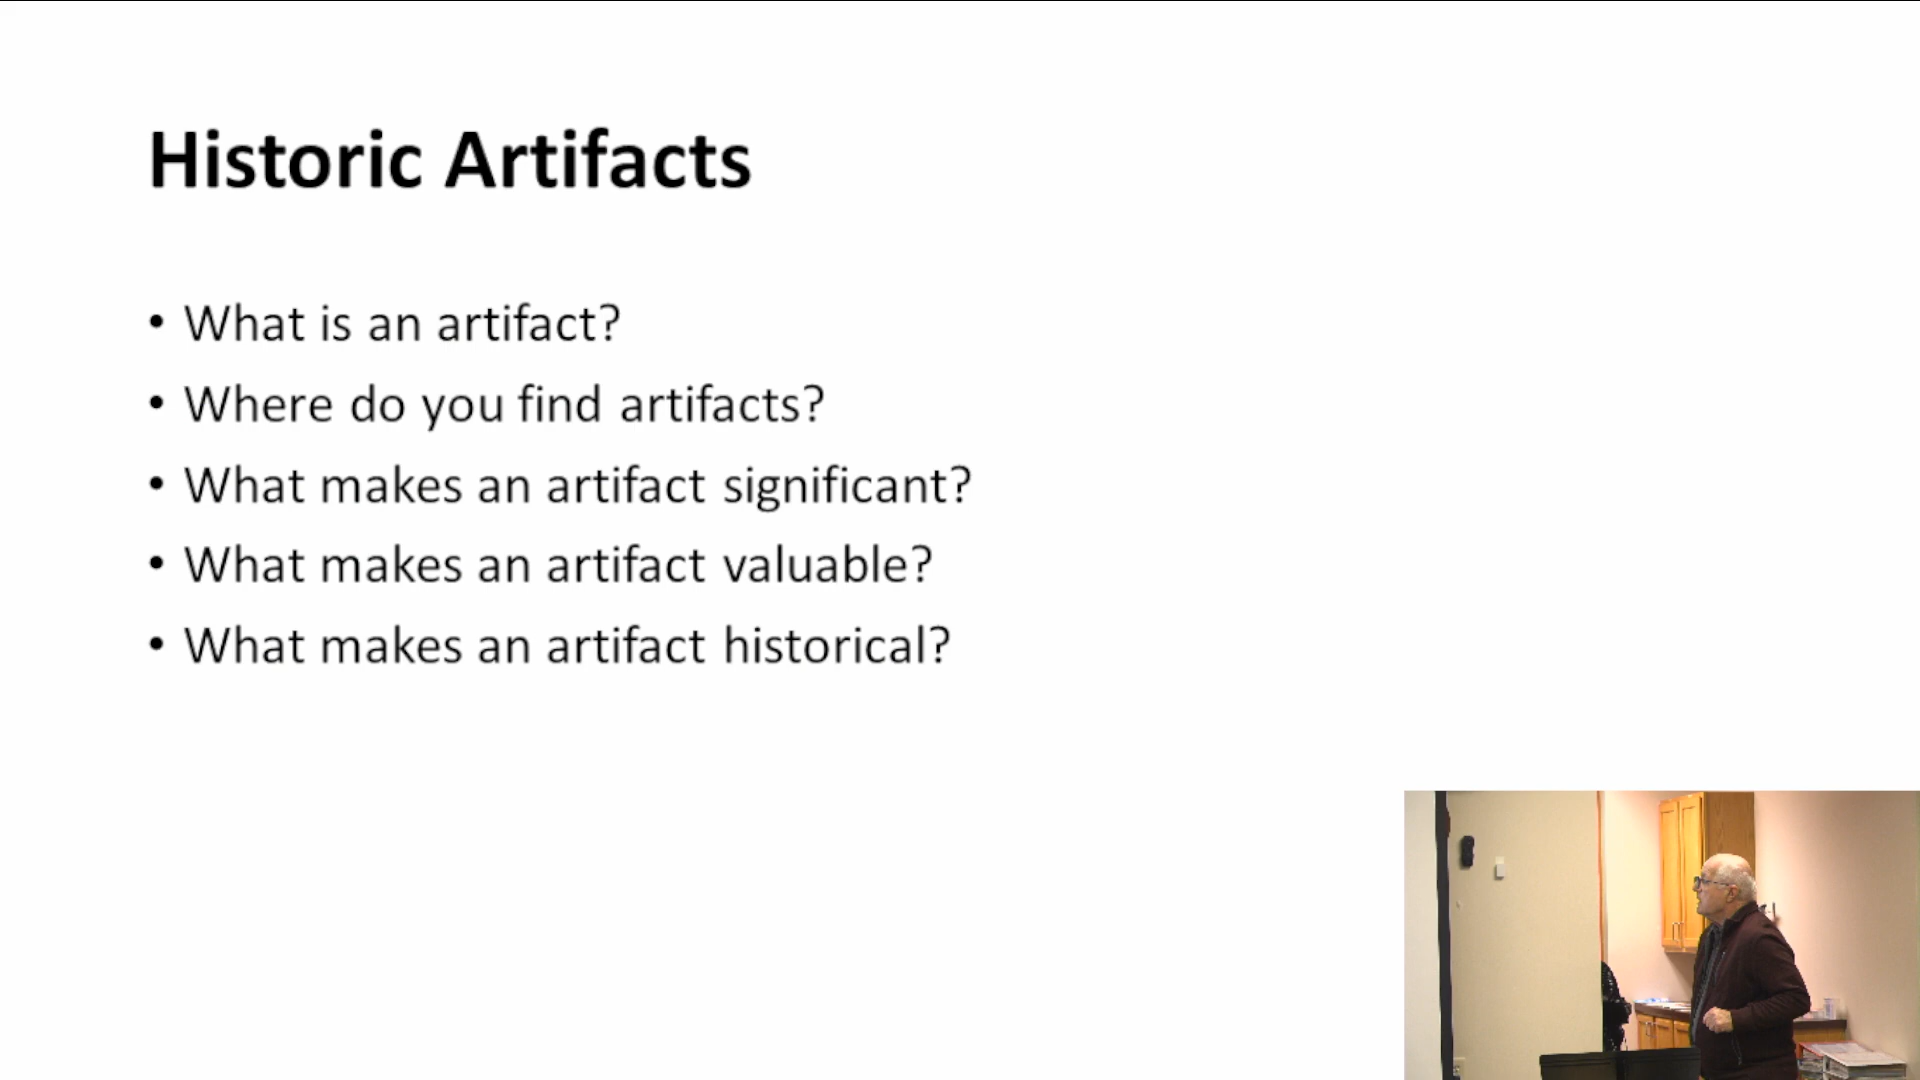 Historic Artifacts
• What is an artifact?
• Where do you find artifacts?
• What makes an artifact significant?
• What makes an artifact valuable?
• What makes an artifact historical?